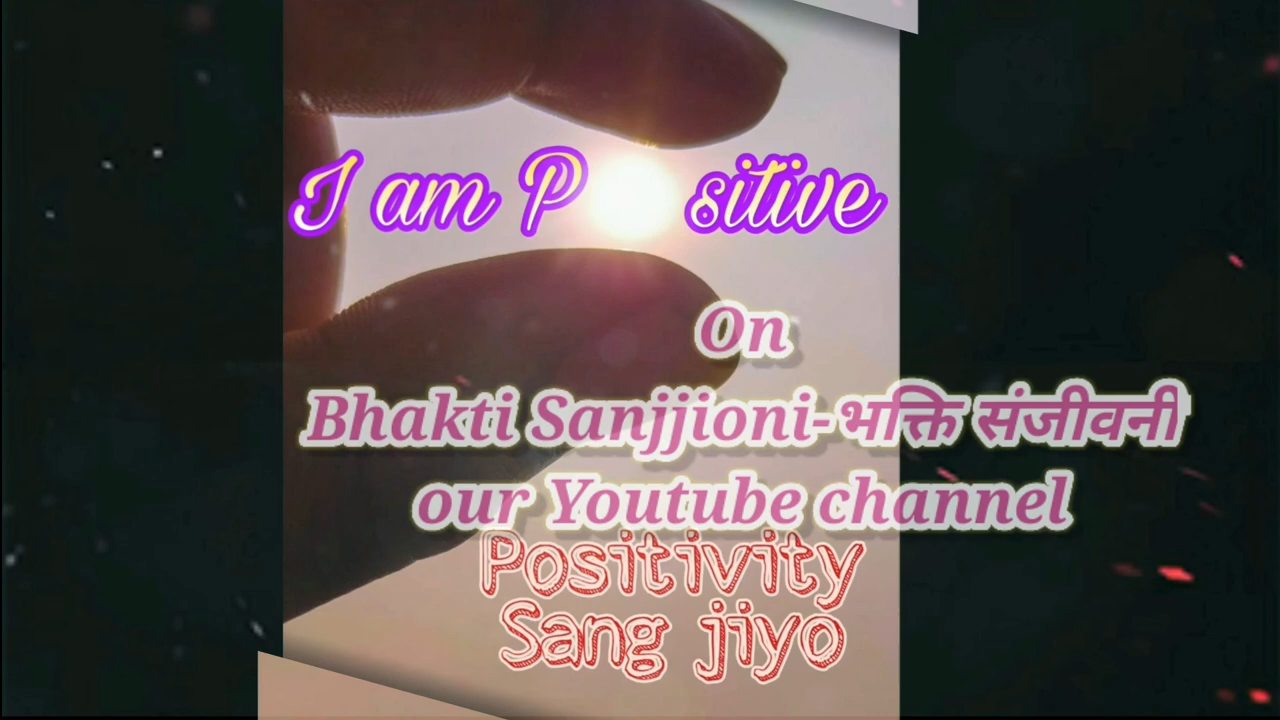 I am P sitive
On
Bhakti Sanjjioni-भक्ति संजीवनी
our Youtube channel
Positivity
Sang jiyo